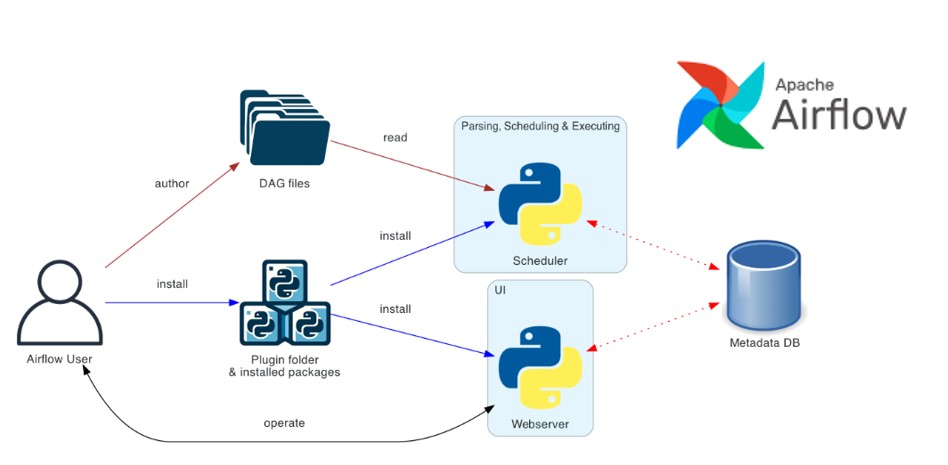 Apache
Airflow
Parsing, Scheduling & Executing
read
DAG files
author
install
Scheduler
install
install
UI
Metadata DB
Airflow User
Plugin folder
& installed packages
operate
Webserver